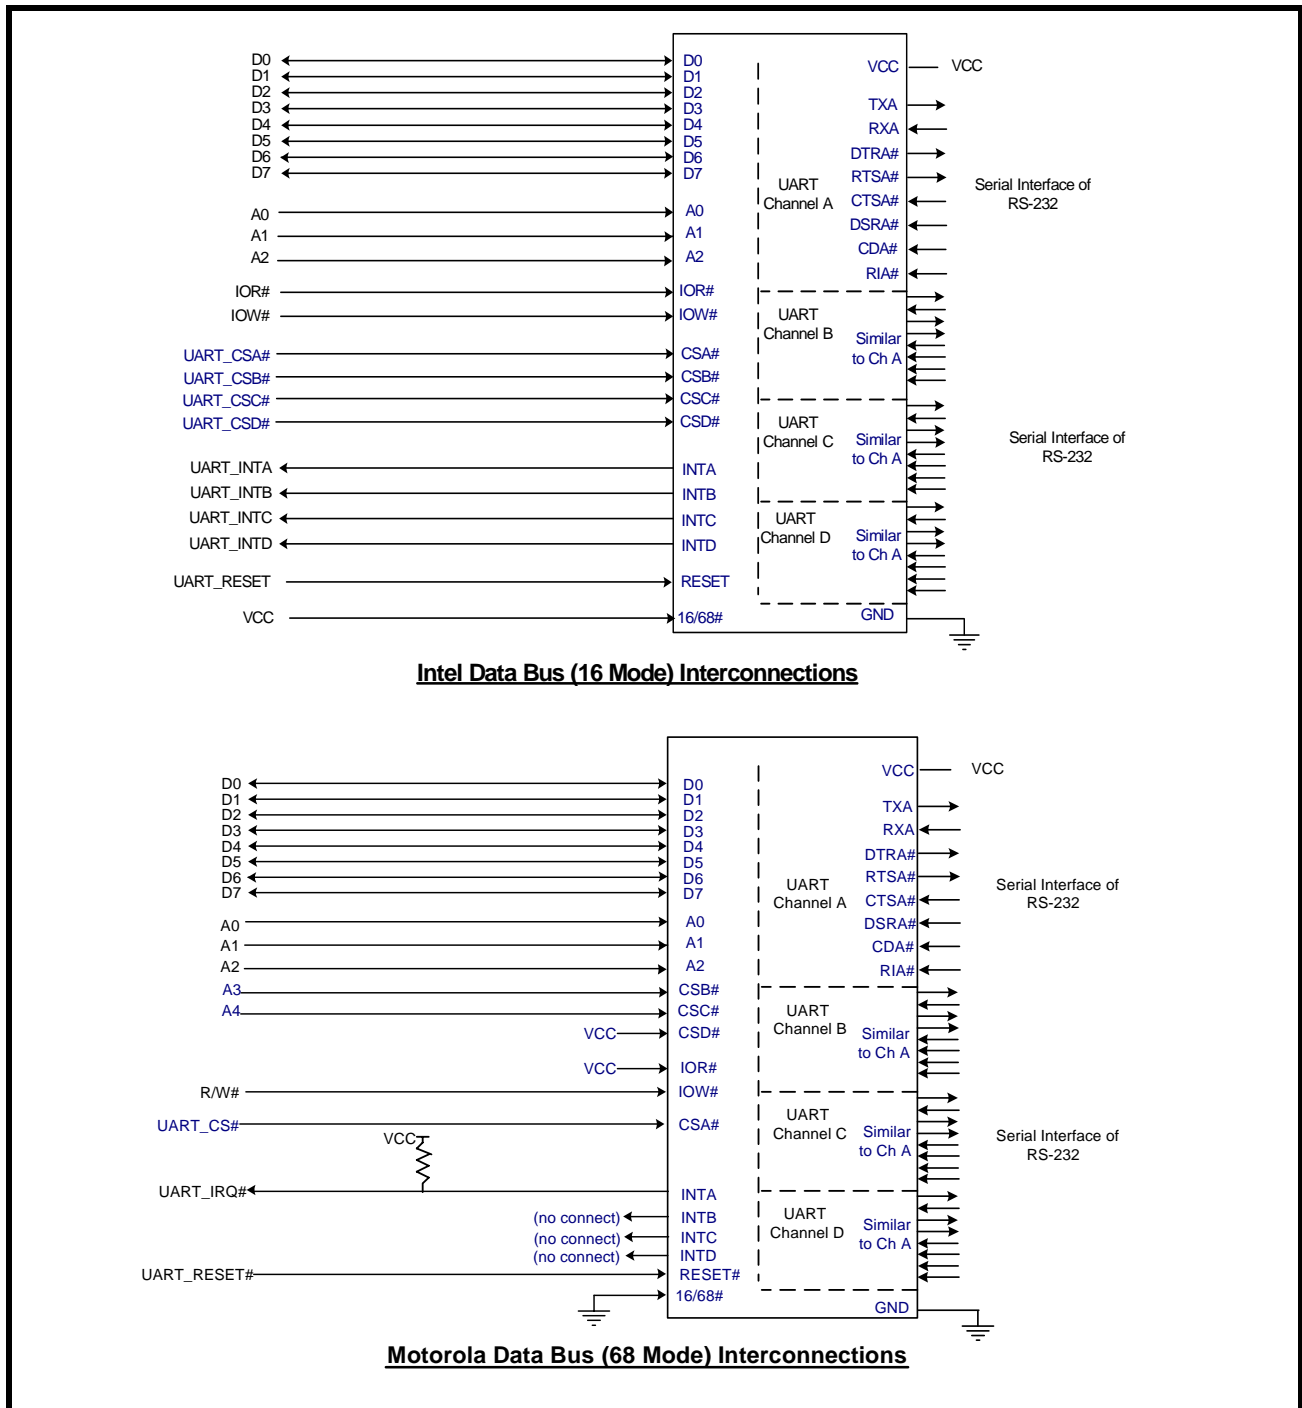 D0 D0
D1 D1
D2 D2
D3 D3
D4 D4
D5 D5
D6 D6
D7 D7
A0 A0
A1 A1
A2 A2
IOR# IOR#
IOW# IOW#
UART_CSA# CSA#
UART_CSB# CSB#
UART_CSC# CSC#
UART_CSD# CSD#
UART_INTA INTA
UART_INTB INTB
UART_INTC INTC
UART_INTD INTD
UART_RESET RESET
VCC 16/68#
UART
Channel A
UART
Channel B
UART
Channel C
UART
Channel D
VCC VCC
TXA
RXA
DTRA#
RTSA#
CTSA#
DSRA#
CDA#
RIA#
Similar
to Ch A
Similar
to Ch A
Similar
to Ch A
GND
Serial Interface of
RS-232
Serial Interface of
RS-232
Intel Data Bus (16 Mode) Interconnections
D0 D0
D1 D1
D2 D2
D3 D3
D4 D4
D5 D5
D6 D6
D7 D7
A0 A0
A1 A1
A2 A2
A3 CSB#
A4 CSC#
VCC CSD#
VCC IOR#
R/W# IOW#
UART_CS# CSA#
VCC
UART_IRQ# INTA
(no connect) INTB
(no connect) INTC
(no connect) INTD
UART_RESET# RESET#
16/68#
UART
Channel A
UART
Channel B
UART
Channel C
UART
Channel D
VCC VCC
TXA
RXA
DTRA#
RTSA#
CTSA#
DSRA#
CDA#
RIA#
Similar
to Ch A
Similar
to Ch A
Similar
to Ch A
GND
Serial Interface of
RS-232
Serial Interface of
RS-232
Motorola Data Bus (68 Mode) Interconnections